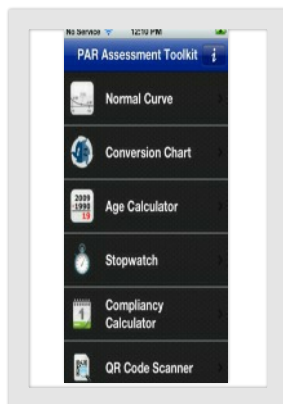 No Service 12:10 PM
PAR Assessment Toolkit i
Normal Curve
Conversion Chart
2009
-1990
19
Age Calculator
Stopwatch
1
Compliancy
Calculator
QR Code Scanner